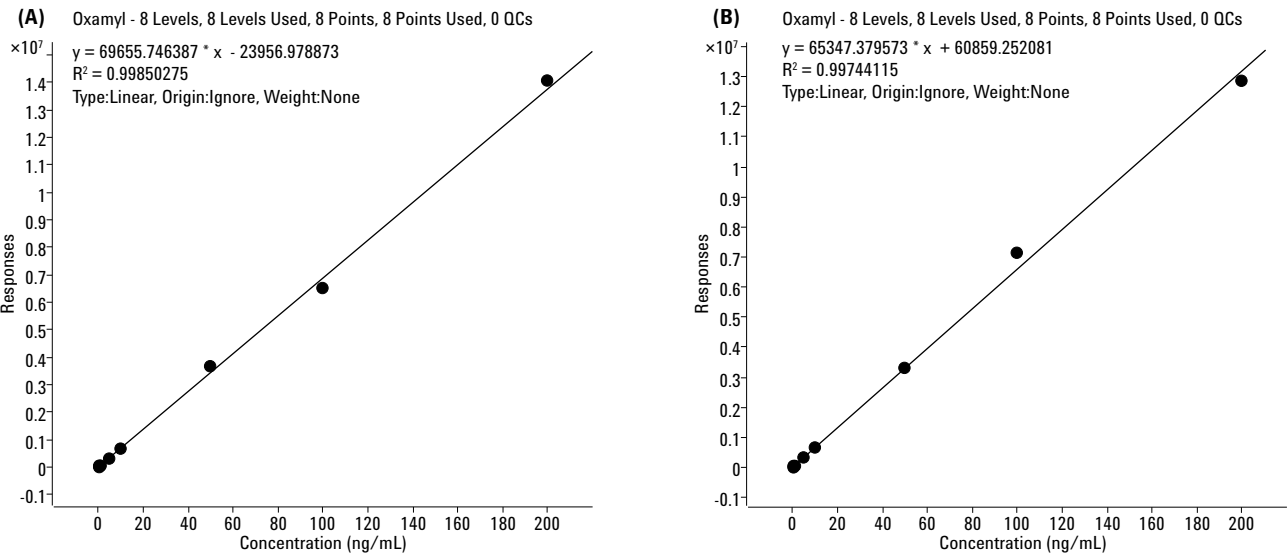 (A)
Oxamyl - 8 Levels, 8 Levels Used, 8 Points, 8 Points Used, 0 QCs
×10⁷
y = 69655.746387 * x - 23956.978873
R² = 0.99850275
Type:Linear, Origin:Ignore, Weight:None
1.4
1.3
1.2
1.1
1
0.9
0.8
0.7
0.6
0.5
0.4
0.3
0.2
0.1
0
-0.1
Responses
0 20 40 60 80 100 120 140 160 180 200
Concentration (ng/mL)
(B)
Oxamyl - 8 Levels, 8 Levels Used, 8 Points, 8 Points Used, 0 QCs
×10⁷
y = 65347.379573 * x + 60859.252081
R² = 0.99744115
Type:Linear, Origin:Ignore, Weight:None
1.3
1.2
1.1
1
0.9
0.8
0.7
0.6
0.5
0.4
0.3
0.2
0.1
0
-0.1
Responses
0 20 40 60 80 100 120 140 160 180 200
Concentration (ng/mL)